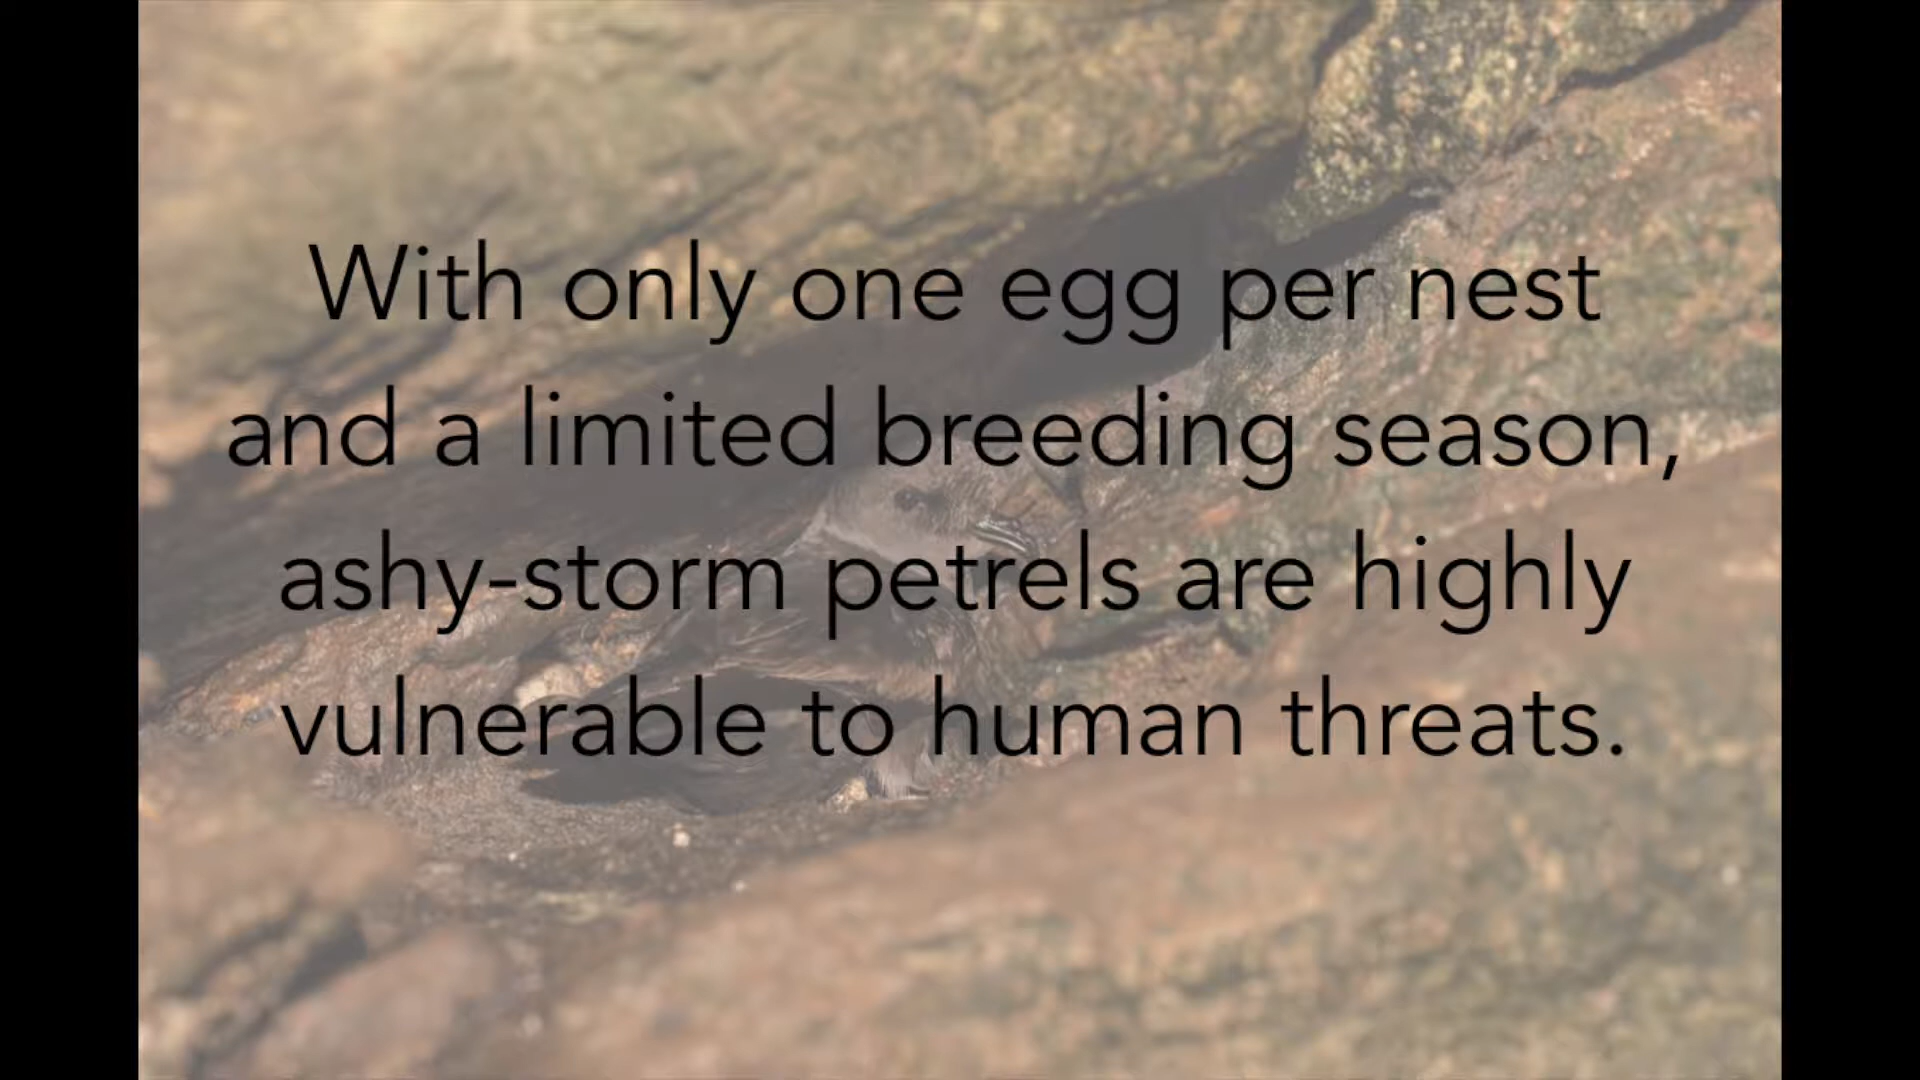 With only one egg per nest
and a limited breeding season,
ashy-storm petrels are highly
vulnerable to human threats.